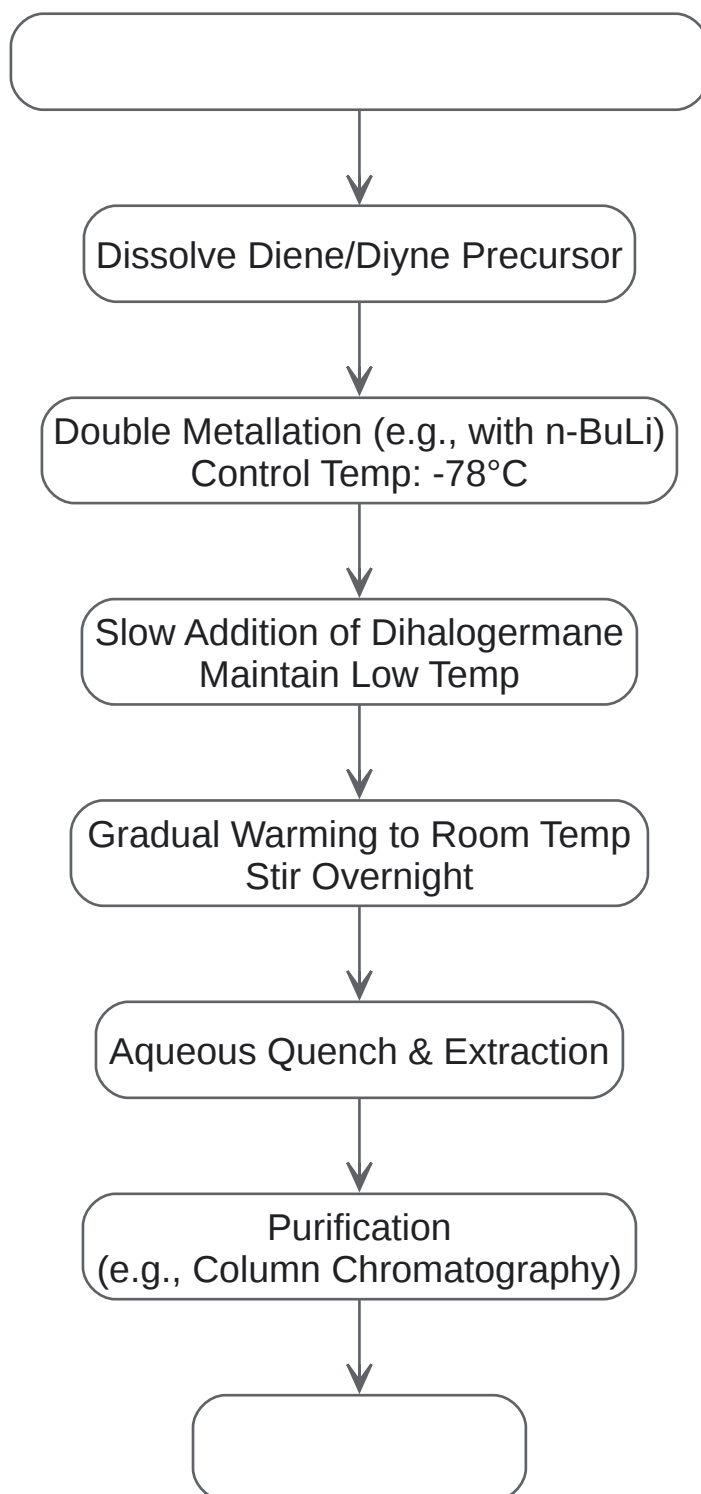 Dissolve Diene/Diyne Precursor
Double Metallation (e.g., with n-BuLi)
Control Temp: -78°C
Slow Addition of Dihalogermane
Maintain Low Temp
Gradual Warming to Room Temp
Stir Overnight
Aqueous Quench & Extraction
Purification
(e.g., Column Chromatography)